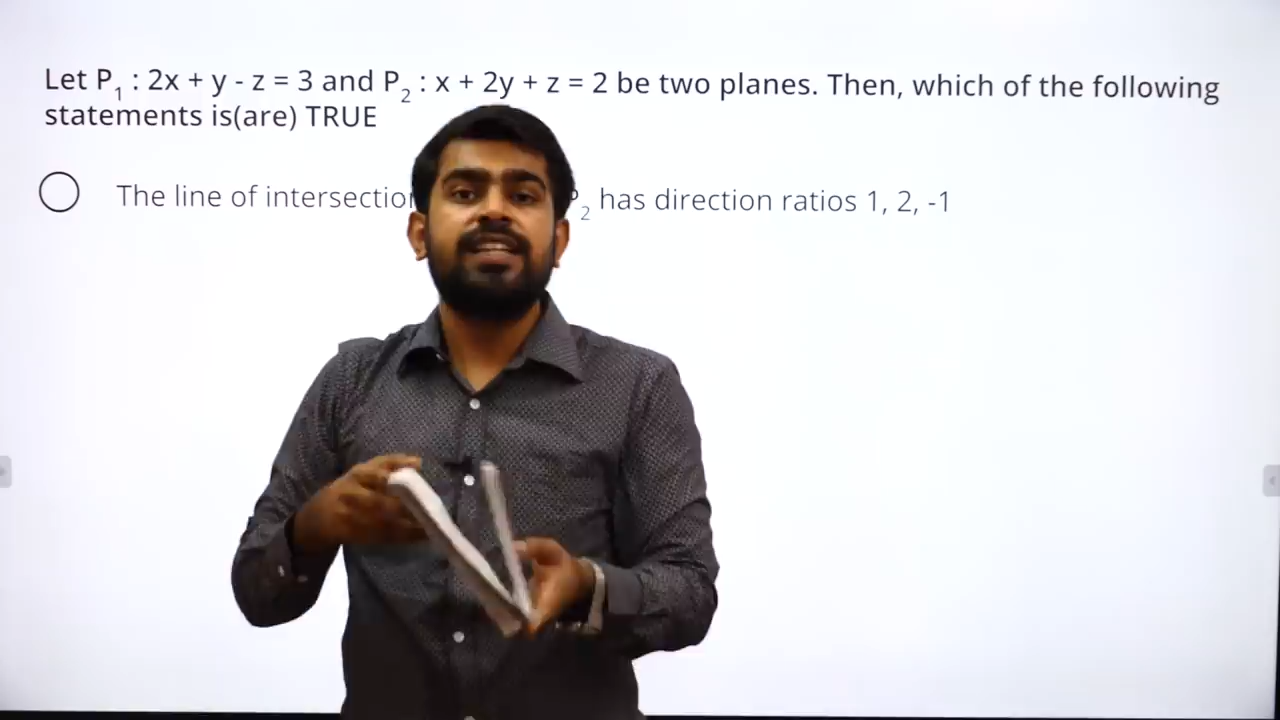 Let P₁ : 2x + y - z = 3 and P₂ : x + 2y + z = 2 be two planes. Then, which of the following
statements is(are) TRUE
The line of intersection P₂ has direction ratios 1, 2, -1